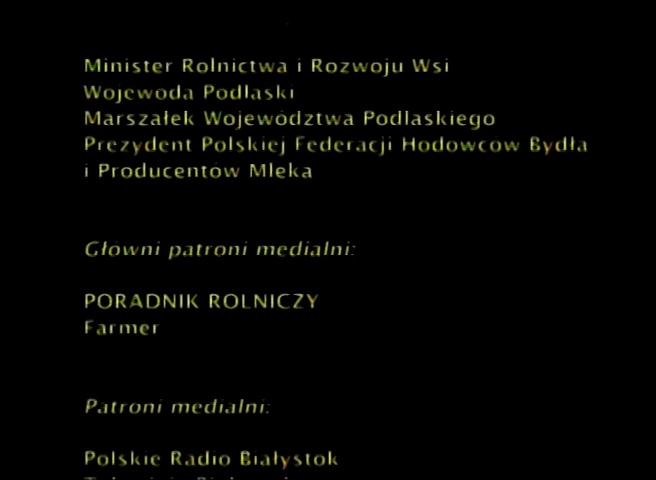 Minister Rolnictwa i Rozwoju Wsi
Wojewoda Podlaski
Marszałek Województwa Podlaskiego
Prezydent Polskiej Federacji Hodowców Bydła
i Producentów Mleka
Główni patroni medialni:
PORADNIK ROLNICZY
Farmer
Patroni medialni:
Polskie Radio Białystok